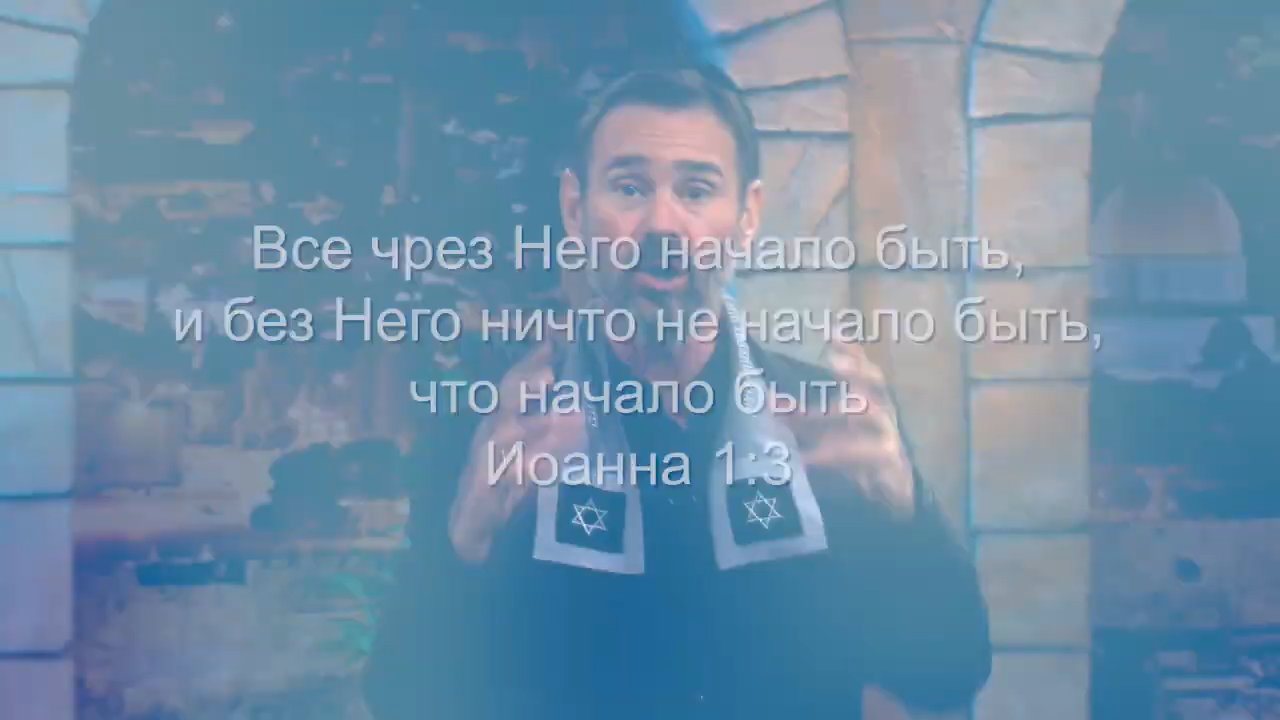 Все чрез Него начало быть,
и без Него ничто не начало быть,
что начало быть
Иоанна 1:3